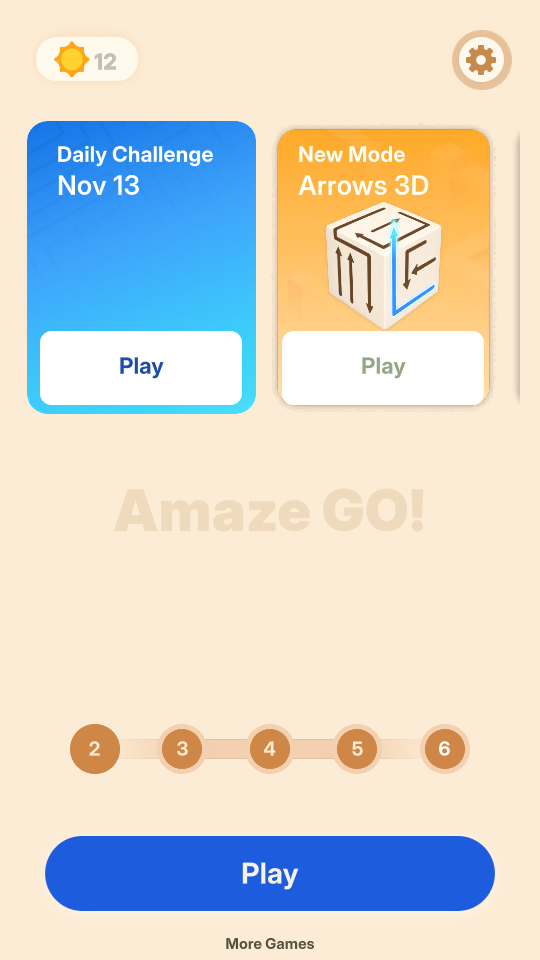 12
Daily Challenge
Nov 13
Play
New Mode
Arrows 3D
Play
Amaze GO!
2 3 4 5 6
Play
More Games